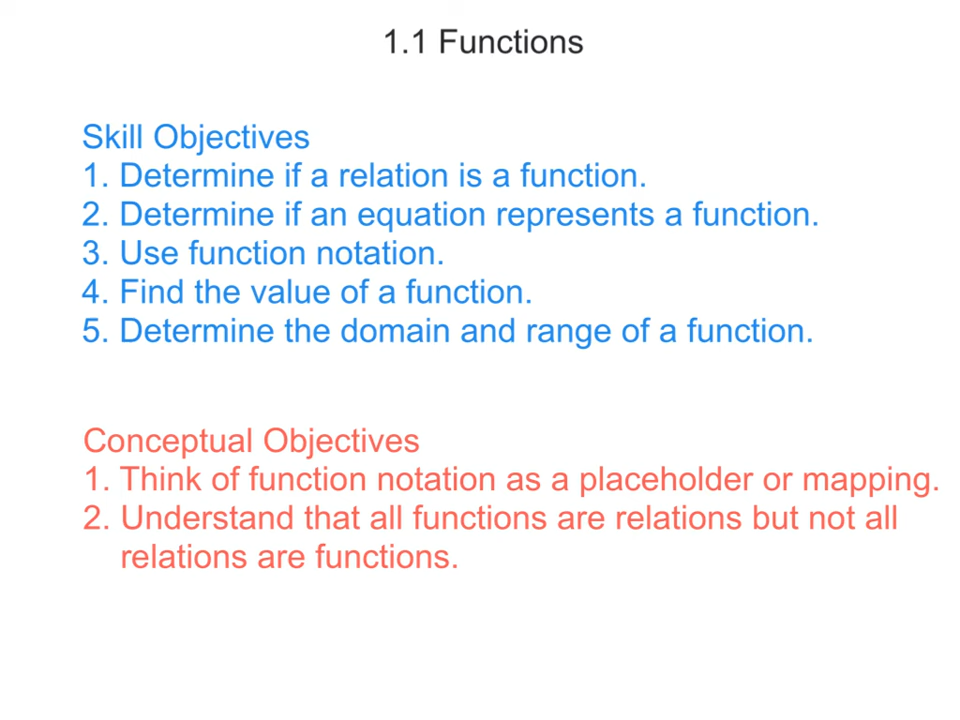 1.1 Functions
Skill Objectives
1. Determine if a relation is a function.
2. Determine if an equation represents a function.
3. Use function notation.
4. Find the value of a function.
5. Determine the domain and range of a function.
Conceptual Objectives
1. Think of function notation as a placeholder or mapping.
2. Understand that all functions are relations but not all
relations are functions.